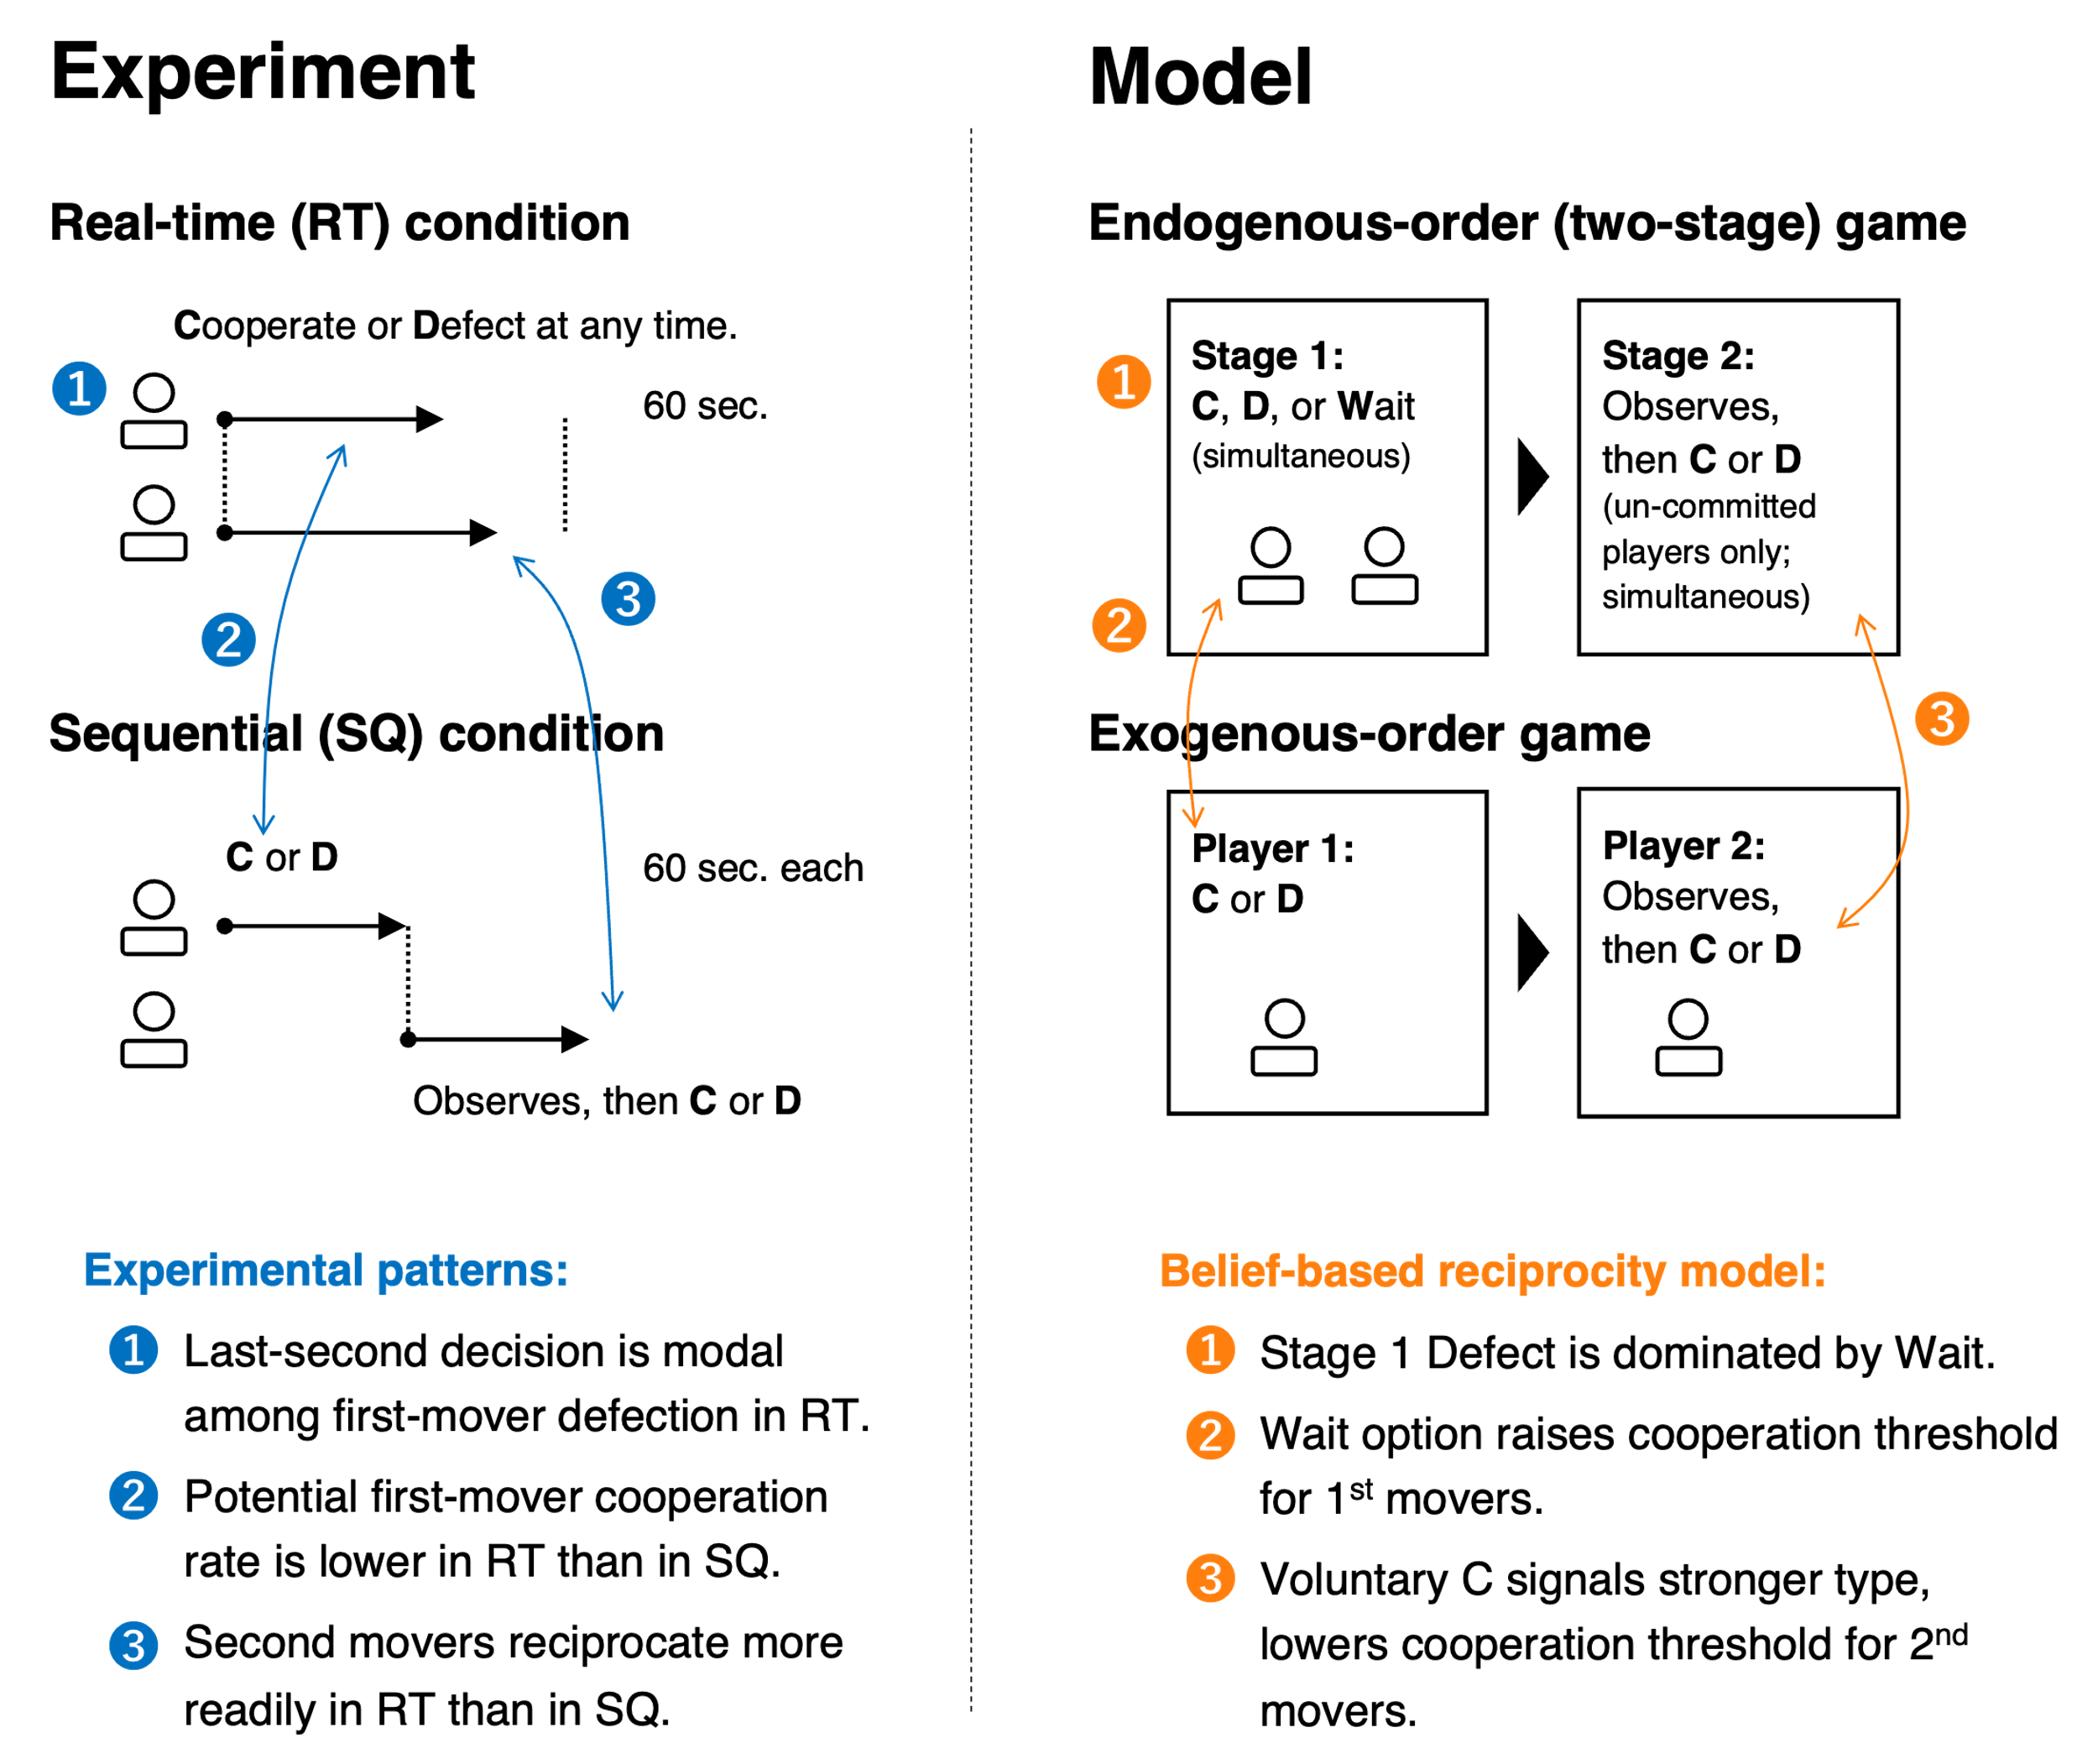 Experiment
Real-time (RT) condition
Cooperate or Defect at any time.
1
60 sec.
2
3
Sequential (SQ) condition
C or D
60 sec. each
Observes, then C or D
Experimental patterns:
1 Last-second decision is modal
among first-mover defection in RT.
2 Potential first-mover cooperation
rate is lower in RT than in SQ.
3 Second movers reciprocate more
readily in RT than in SQ.
Model
Endogenous-order (two-stage) game
1
Stage 1:
C, D, or Wait
(simultaneous)
2
Stage 2:
Observes,
then C or D
(un-committed
players only;
simultaneous)
3
Exogenous-order game
Player 1:
C or D
Player 2:
Observes,
then C or D
Belief-based reciprocity model:
1 Stage 1 Defect is dominated by Wait.
2 Wait option raises cooperation threshold
for 1st movers.
3 Voluntary C signals stronger type,
lowers cooperation threshold for 2nd
movers.